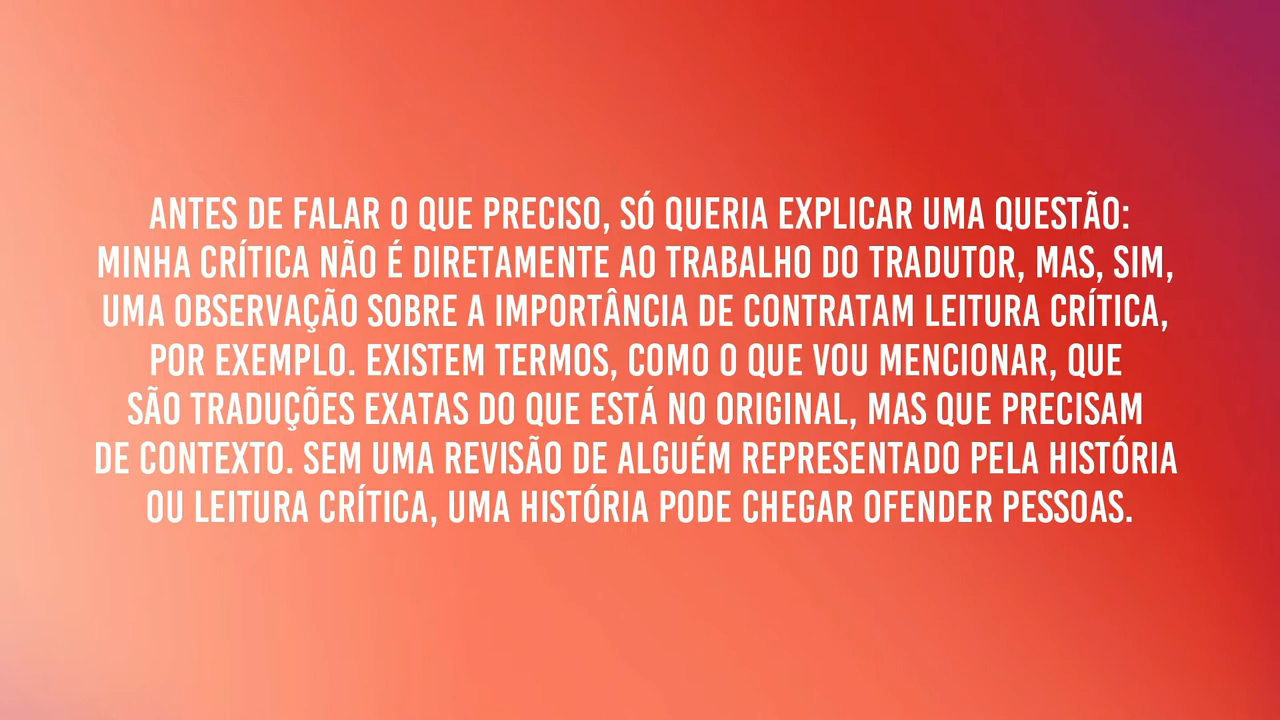 ANTES DE FALAR O QUE PRECISO, SÓ QUERIA EXPLICAR UMA QUESTÃO:
MINHA CRÍTICA NÃO É DIRETAMENTE AO TRABALHO DO TRADUTOR, MAS, SIM,
UMA OBSERVAÇÃO SOBRE A IMPORTÂNCIA DE CONTRATAM LEITURA CRÍTICA,
POR EXEMPLO. EXISTEM TERMOS, COMO O QUE VOU MENCIONAR, QUE
SÃO TRADUÇÕES EXATAS DO QUE ESTÁ NO ORIGINAL, MAS QUE PRECISAM
DE CONTEXTO. SEM UMA REVISÃO DE ALGUÉM REPRESENTADO PELA HISTÓRIA
OU LEITURA CRÍTICA, UMA HISTÓRIA PODE CHEGAR OFENDER PESSOAS.